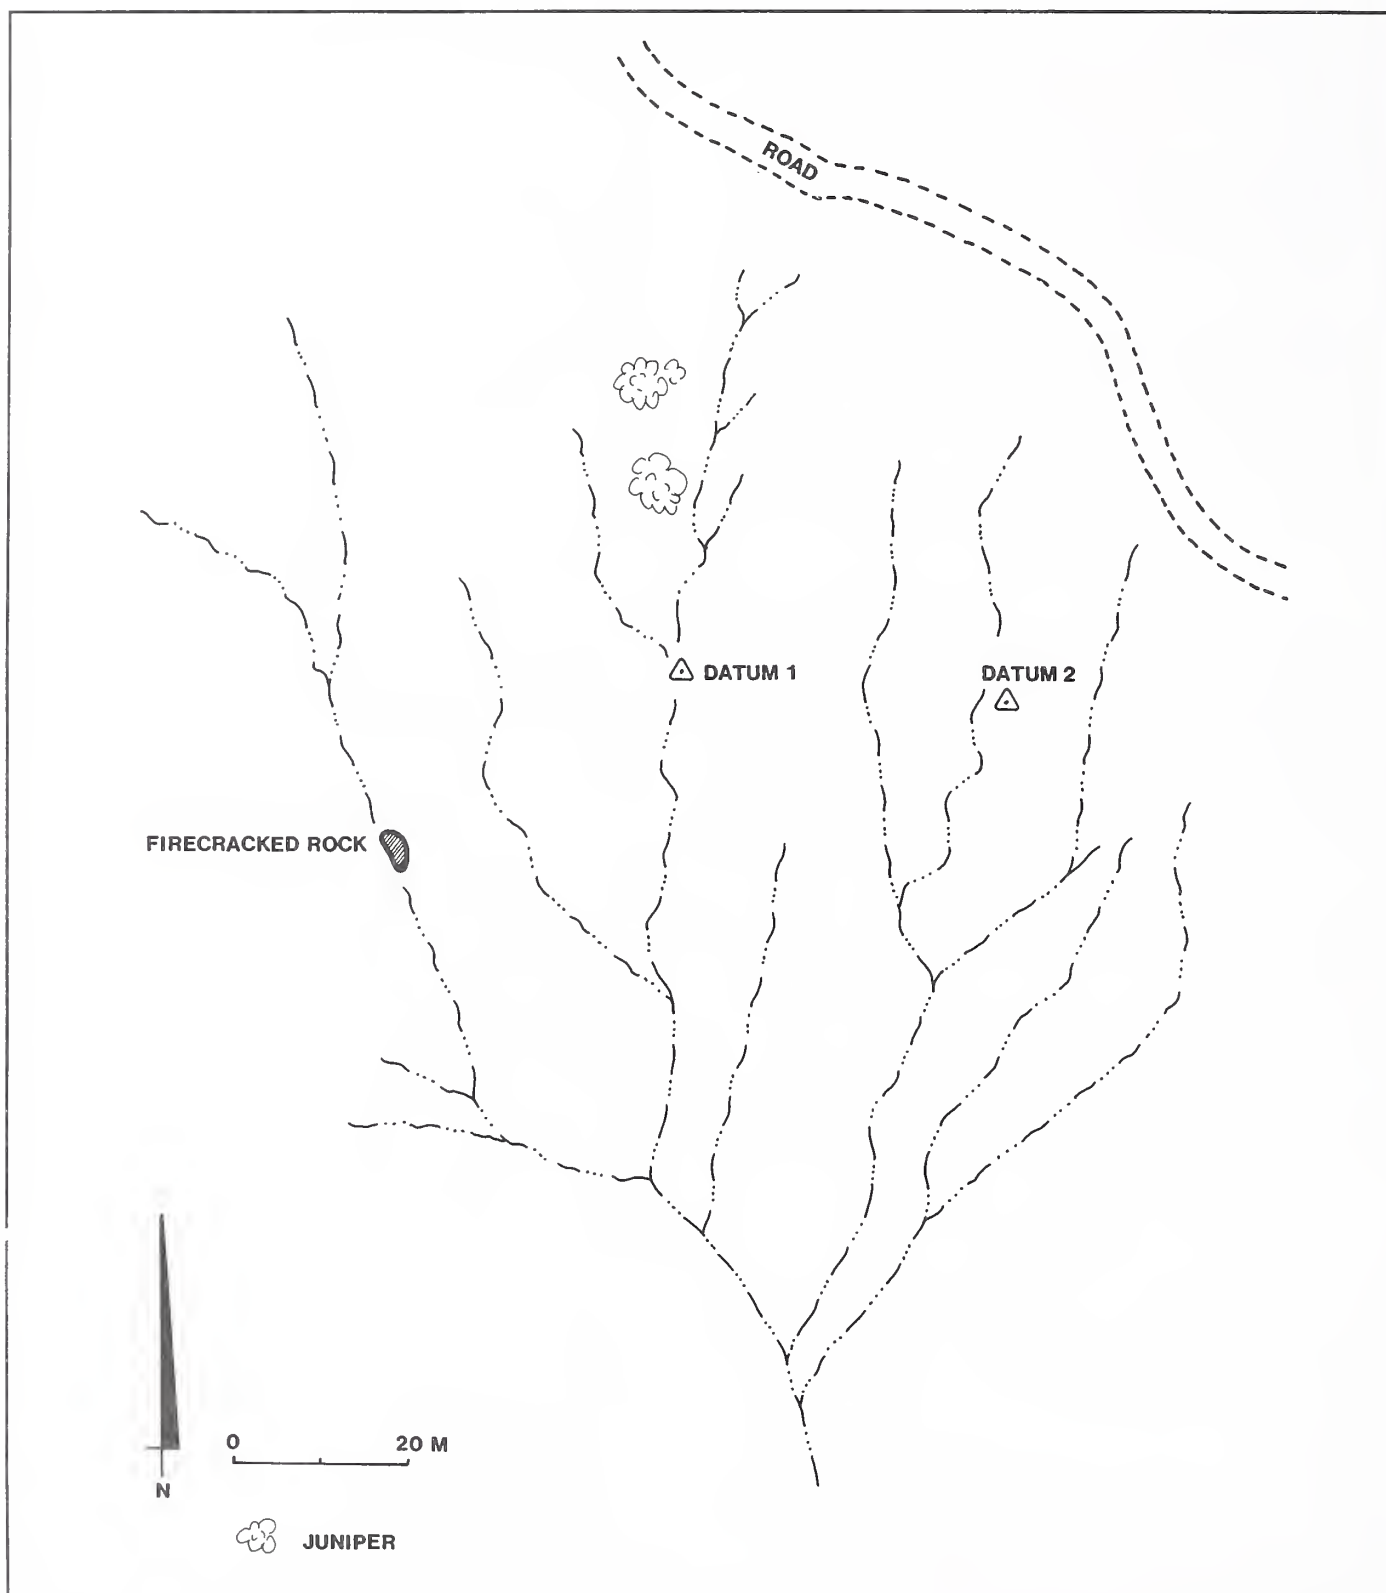 ROAD
DATUM 1
DATUM 2
FIRECRACKED ROCK
0 20 M
N
JUNIPER